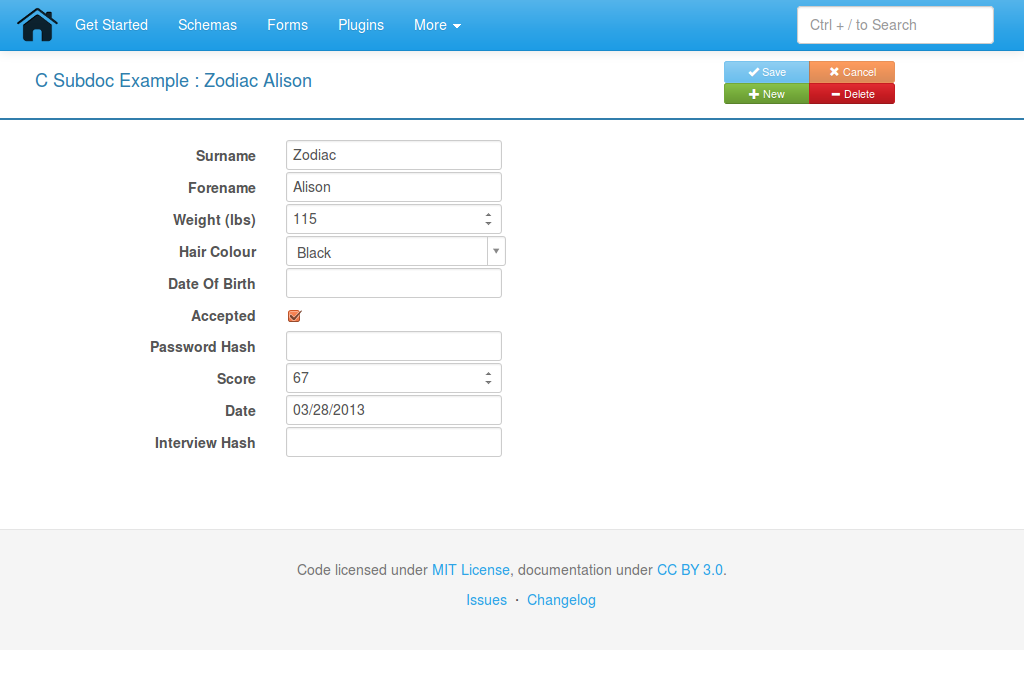 Get Started Schemas Forms Plugins More Ctrl + / to Search
C Subdoc Example : Zodiac Alison
Save Cancel
New Delete
Surname Zodiac
Forename Alison
Weight (lbs) 115
Hair Colour Black
Date Of Birth
Accepted
Password Hash
Score 67
Date 03/28/2013
Interview Hash
Code licensed under MIT License, documentation under CC BY 3.0.
Issues · Changelog